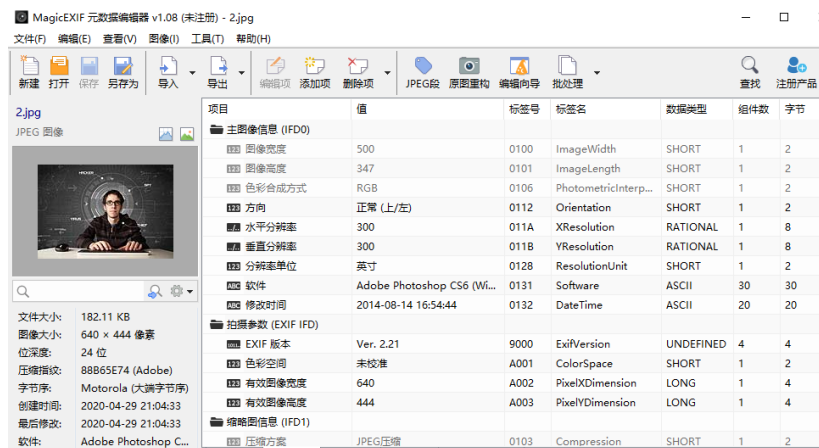 MagicEXIF 元数据编辑器 v1.08 (未注册) - 2.jpg
文件(F) 编辑(E) 查看(V) 图像(I) 工具(T) 帮助(H)
新建 打开 保存 另存为 导入 导出 编辑项 添加项 删除项 JPEG段 原图重构 编辑向导 批处理 查找 注册产品
2.jpg
JPEG 图像
HACKER
文件大小: 182.11 KB
图像大小: 640 × 444 像素
位深度: 24 位
压缩指纹: 88B65E74 (Adobe)
字节序: Motorola (大端字节序)
创建时间: 2020-04-29 21:04:33
最后修改: 2020-04-29 21:04:33
软件: Adobe Photoshop C...
项目 值 标签号 标签名 数据类型 组件数 字节
主图像信息 (IFD0)
123 图像宽度 500 0100 ImageWidth SHORT 1 2
123 图像高度 347 0101 ImageLength SHORT 1 2
123 色彩合成方式 RGB 0106 PhotometricInterp... SHORT 1 2
123 方向 正常 (上/左) 0112 Orientation SHORT 1 2
水平分辨率 300 011A XResolution RATIONAL 1 8
垂直分辨率 300 011B YResolution RATIONAL 1 8
123 分辨率单位 英寸 0128 ResolutionUnit SHORT 1 2
ABC 软件 Adobe Photoshop CS6 (Wi... 0131 Software ASCII 30 30
ABC 修改时间 2014-08-14 16:54:44 0132 DateTime ASCII 20 20
拍摄参数 (EXIF IFD)
EXIF 版本 Ver. 2.21 9000 ExifVersion UNDEFINED 4 4
123 色彩空间 未校准 A001 ColorSpace SHORT 1 2
123 有效图像宽度 640 A002 PixelXDimension LONG 1 4
123 有效图像高度 444 A003 PixelYDimension LONG 1 4
缩略图信息 (IFD1)
123 压缩方案 JPEG压缩 0103 Compression SHORT 1 2